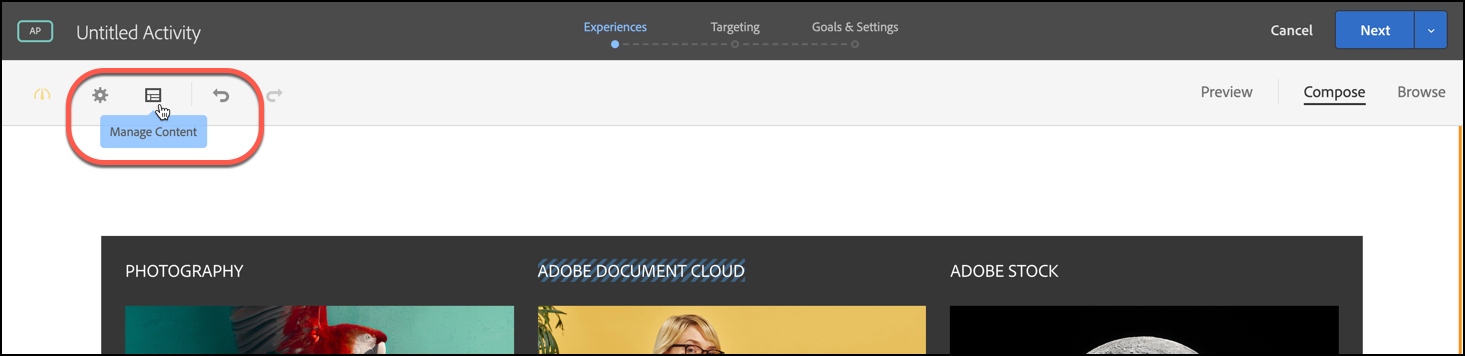 AP
Untitled Activity
Experiences
Targeting
Goals & Settings
Cancel
Next
Preview
Compose
Browse
Manage Content
PHOTOGRAPHY
ADOBE DOCUMENT CLOUD
ADOBE STOCK